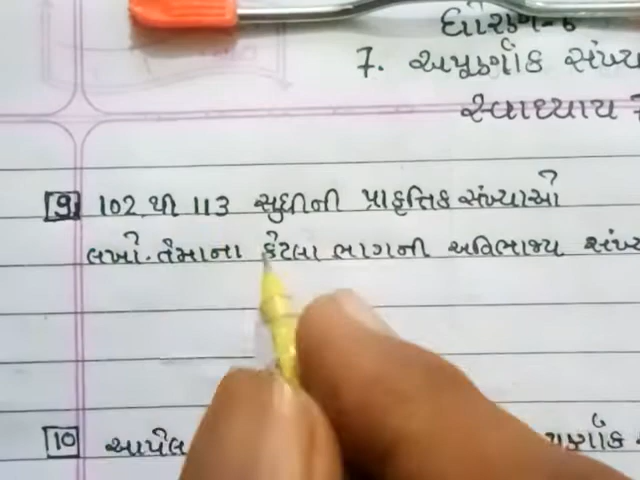 ધોરણ-6
7. અપૂર્ણાંક
સ્વાધ્યાય
9 102 થી 113 સુધીની પ્રાકૃત્તિક સંખ્યાઓ
લખો. તેમાના કેટલા ભાગની અવિભાજ્ય
10 આપેલ